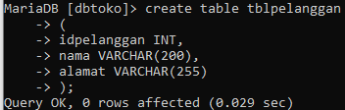 MariaDB [dbtoko]> create table tblpelanggan
    -> (
    -> idpelanggan INT,
    -> nama VARCHAR(200),
    -> alamat VARCHAR(255)
    -> );
Query OK, 0 rows affected (0.029 sec)